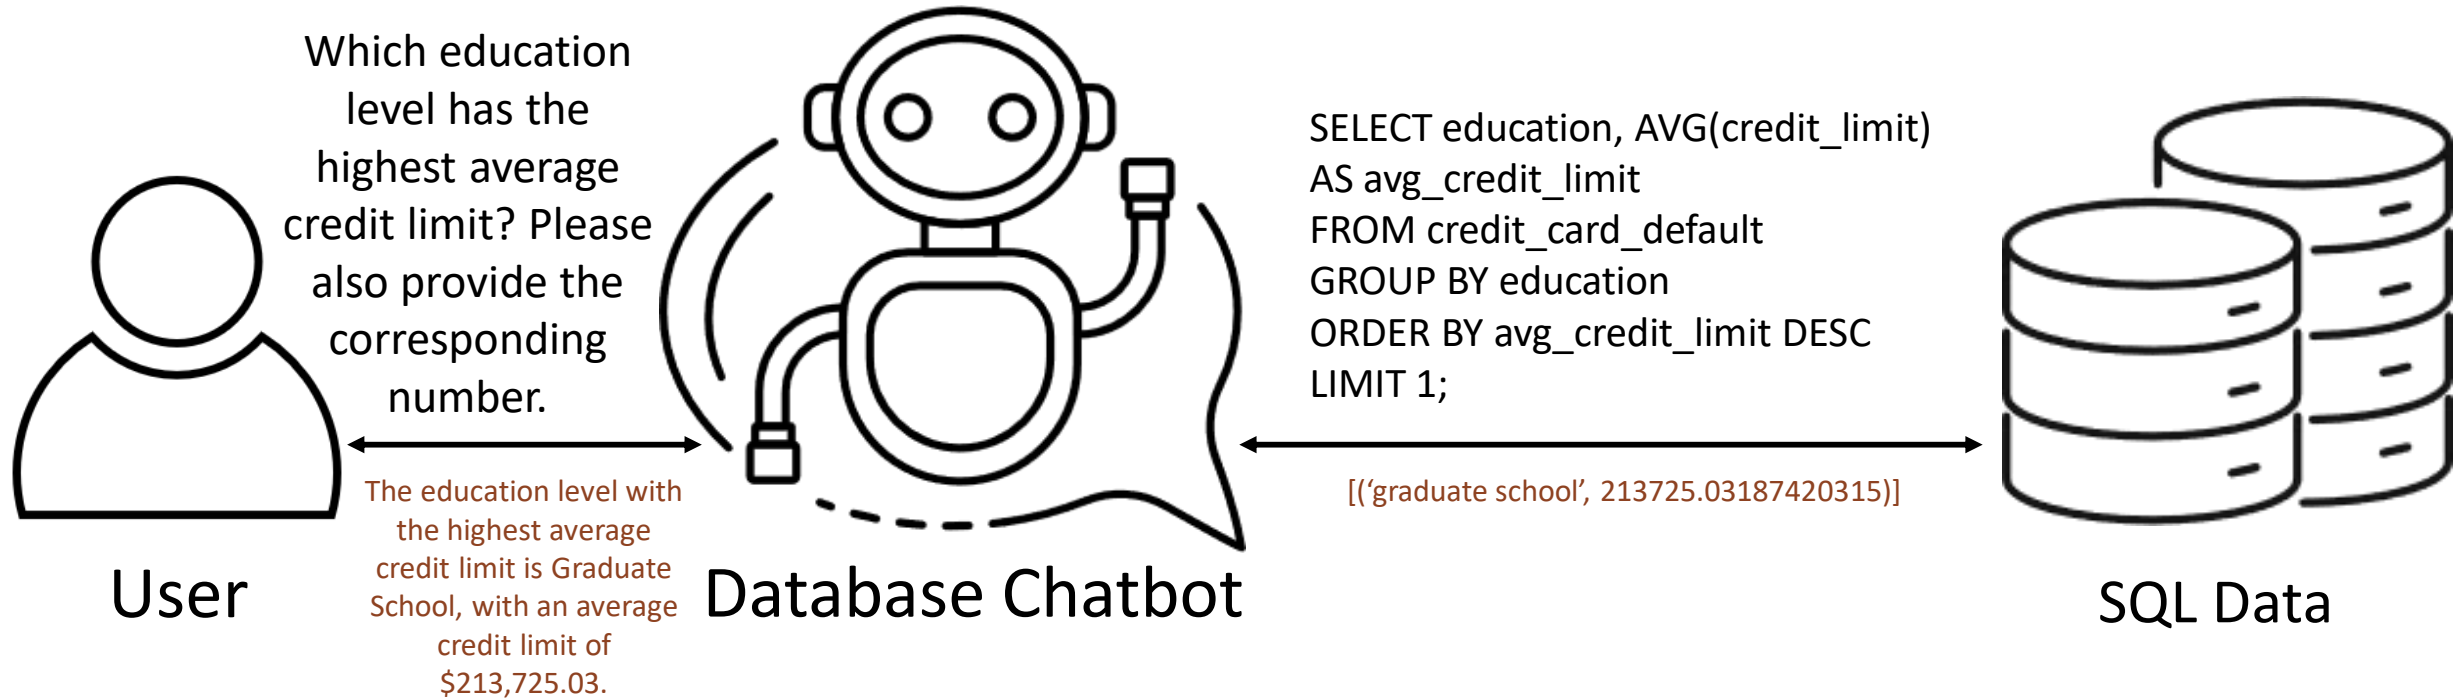 Which education
level has the
highest average
credit limit? Please
also provide the
corresponding
number.
The education level with
the highest average
credit limit is Graduate
School, with an average
credit limit of
$213,725.03.
SELECT education, AVG(credit_limit)
AS avg_credit_limit
FROM credit_card_default
GROUP BY education
ORDER BY avg_credit_limit DESC
LIMIT 1;
[(‘graduate school’, 213725.03187420315)]
User
Database Chatbot
SQL Data